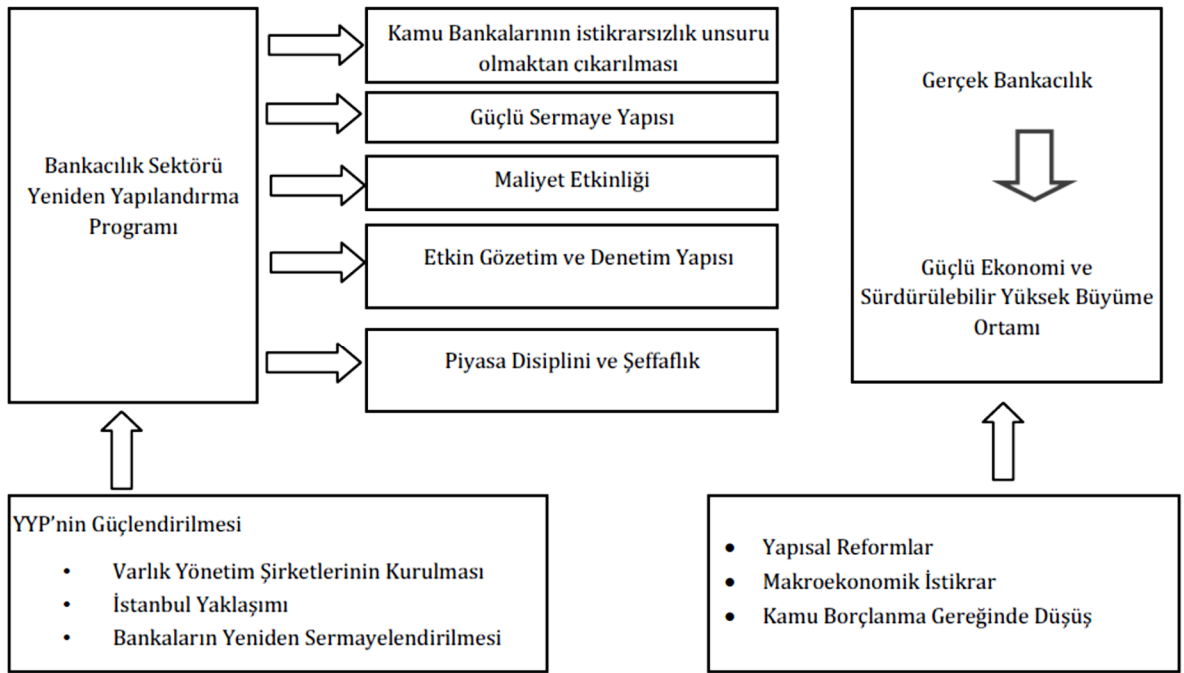 Bankacılık Sektörü
Yeniden Yapılandırma
Programı
Kamu Bankalarının istikrarsızlık unsuru
olmaktan çıkarılması
Güçlü Sermaye Yapısı
Maliyet Etkinliği
Etkin Gözetim ve Denetim Yapısı
Piyasa Disiplini ve Şeffaflık
Gerçek Bankacılık
Güçlü Ekonomi ve
Sürdürülebilir Yüksek Büyüme
Ortamı
YYP’nin Güçlendirilmesi
• Varlık Yönetim Şirketlerinin Kurulması
• İstanbul Yaklaşımı
• Bankaların Yeniden Sermayelendirilmesi
• Yapısal Reformlar
• Makroekonomik İstikrar
• Kamu Borçlanma Gereğinde Düşüş